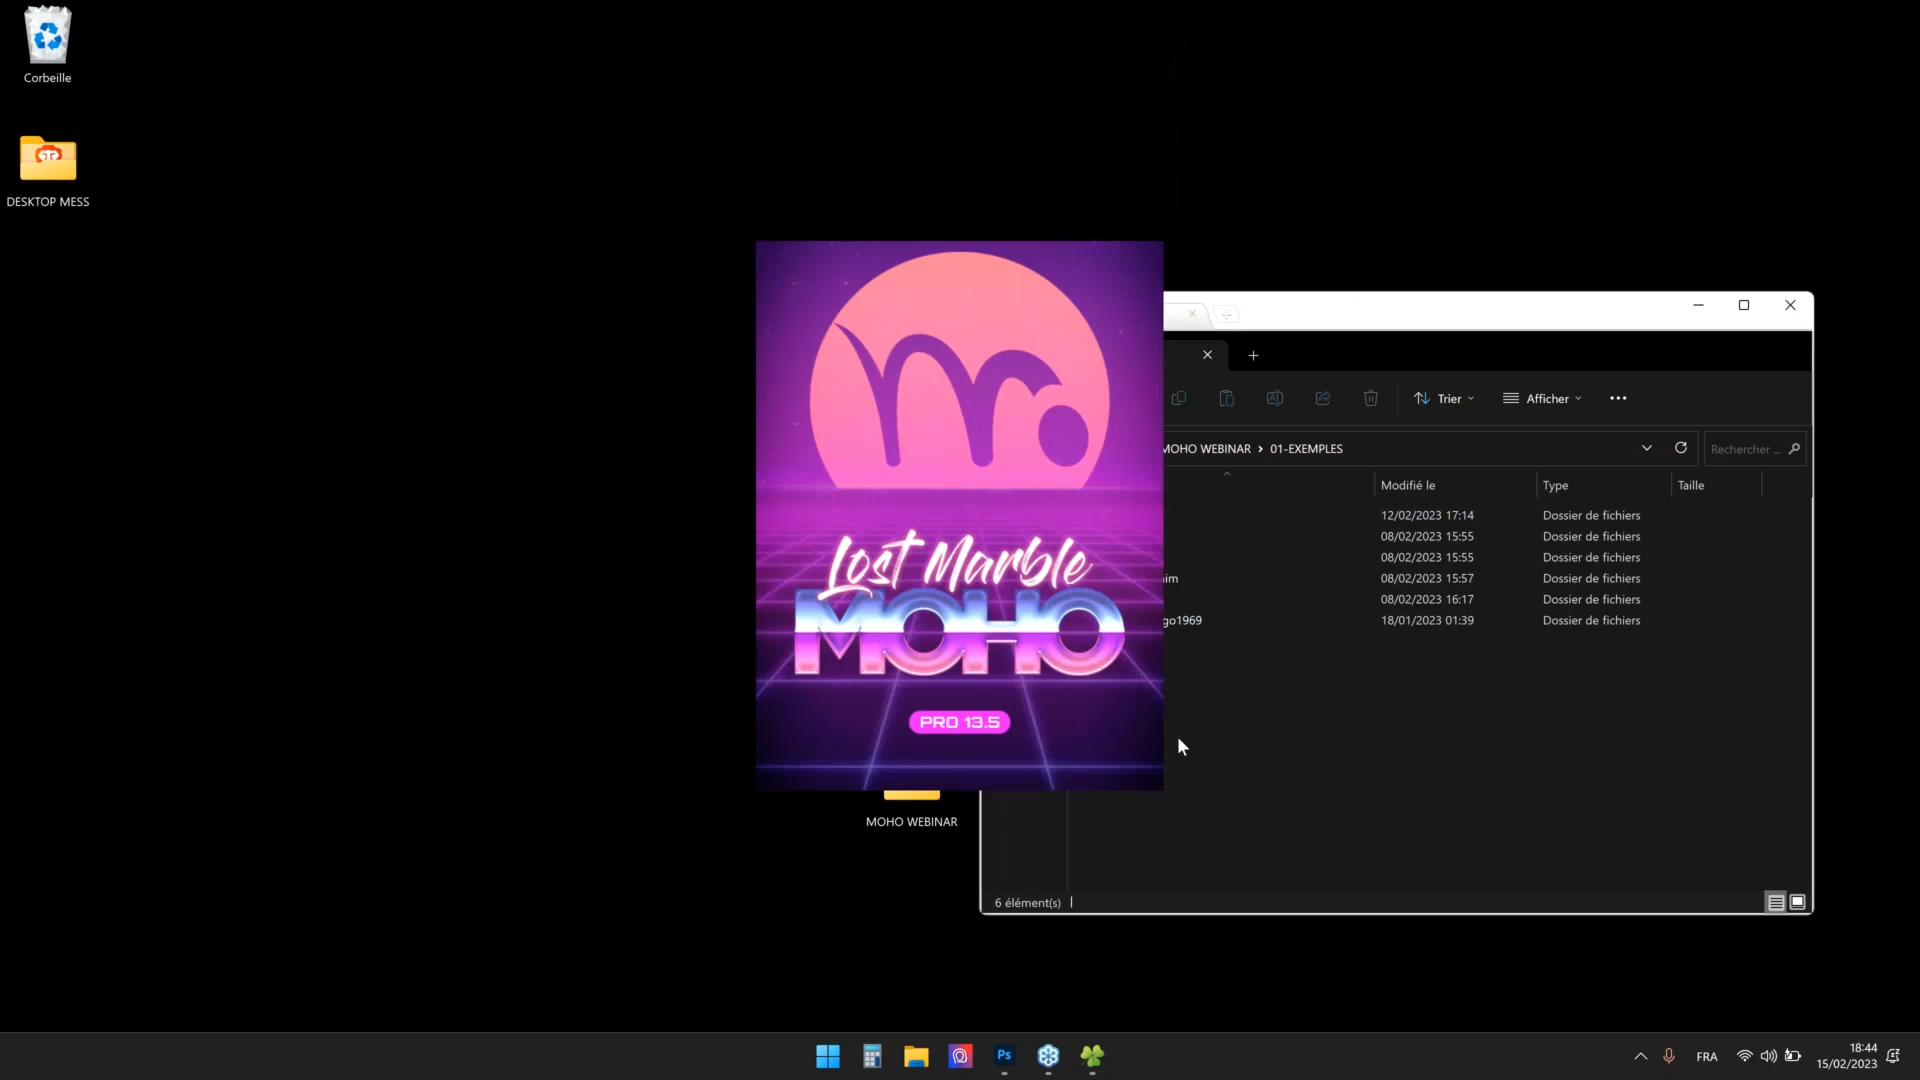 Corbeille
DESKTOP MESS
Lost Marble
MOHO
PRO 13.5
Trier
Afficher
MOHO WEBINAR > 01-EXEMPLES
Rechercher ...
Modifié le
Type
Taille
12/02/2023 17:14
Dossier de fichiers
08/02/2023 15:55
Dossier de fichiers
08/02/2023 15:55
Dossier de fichiers
08/02/2023 15:57
Dossier de fichiers
08/02/2023 16:17
Dossier de fichiers
go1969
18/01/2023 01:39
Dossier de fichiers
MOHO WEBINAR
6 élément(s)
Ps
FRA
18:44
15/02/2023